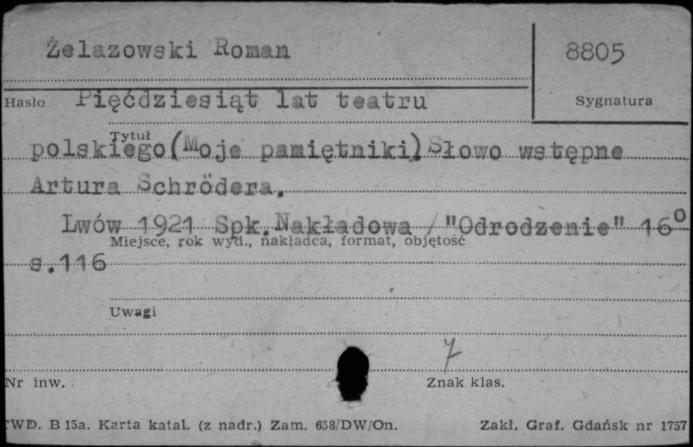 Żelazowski Roman
8805
Hasło Pięćdziesiąt lat teatru
Sygnatura
Tytuł
polskiego(Moje pamiętniki).Słowo wstępne
Artura Schrödera.
Lwów 1921 Spk.Nakładowa /"Odrodzenie" 16°
Miejsce, rok wyd., nakładca, format, objętość
s.116
Uwagi
7
Nr inw.
Znak klas.
WD. B 15a. Karta katal. (z nadr.) Zam. 658/DW/On.
Zakł. Graf. Gdańsk nr 1757